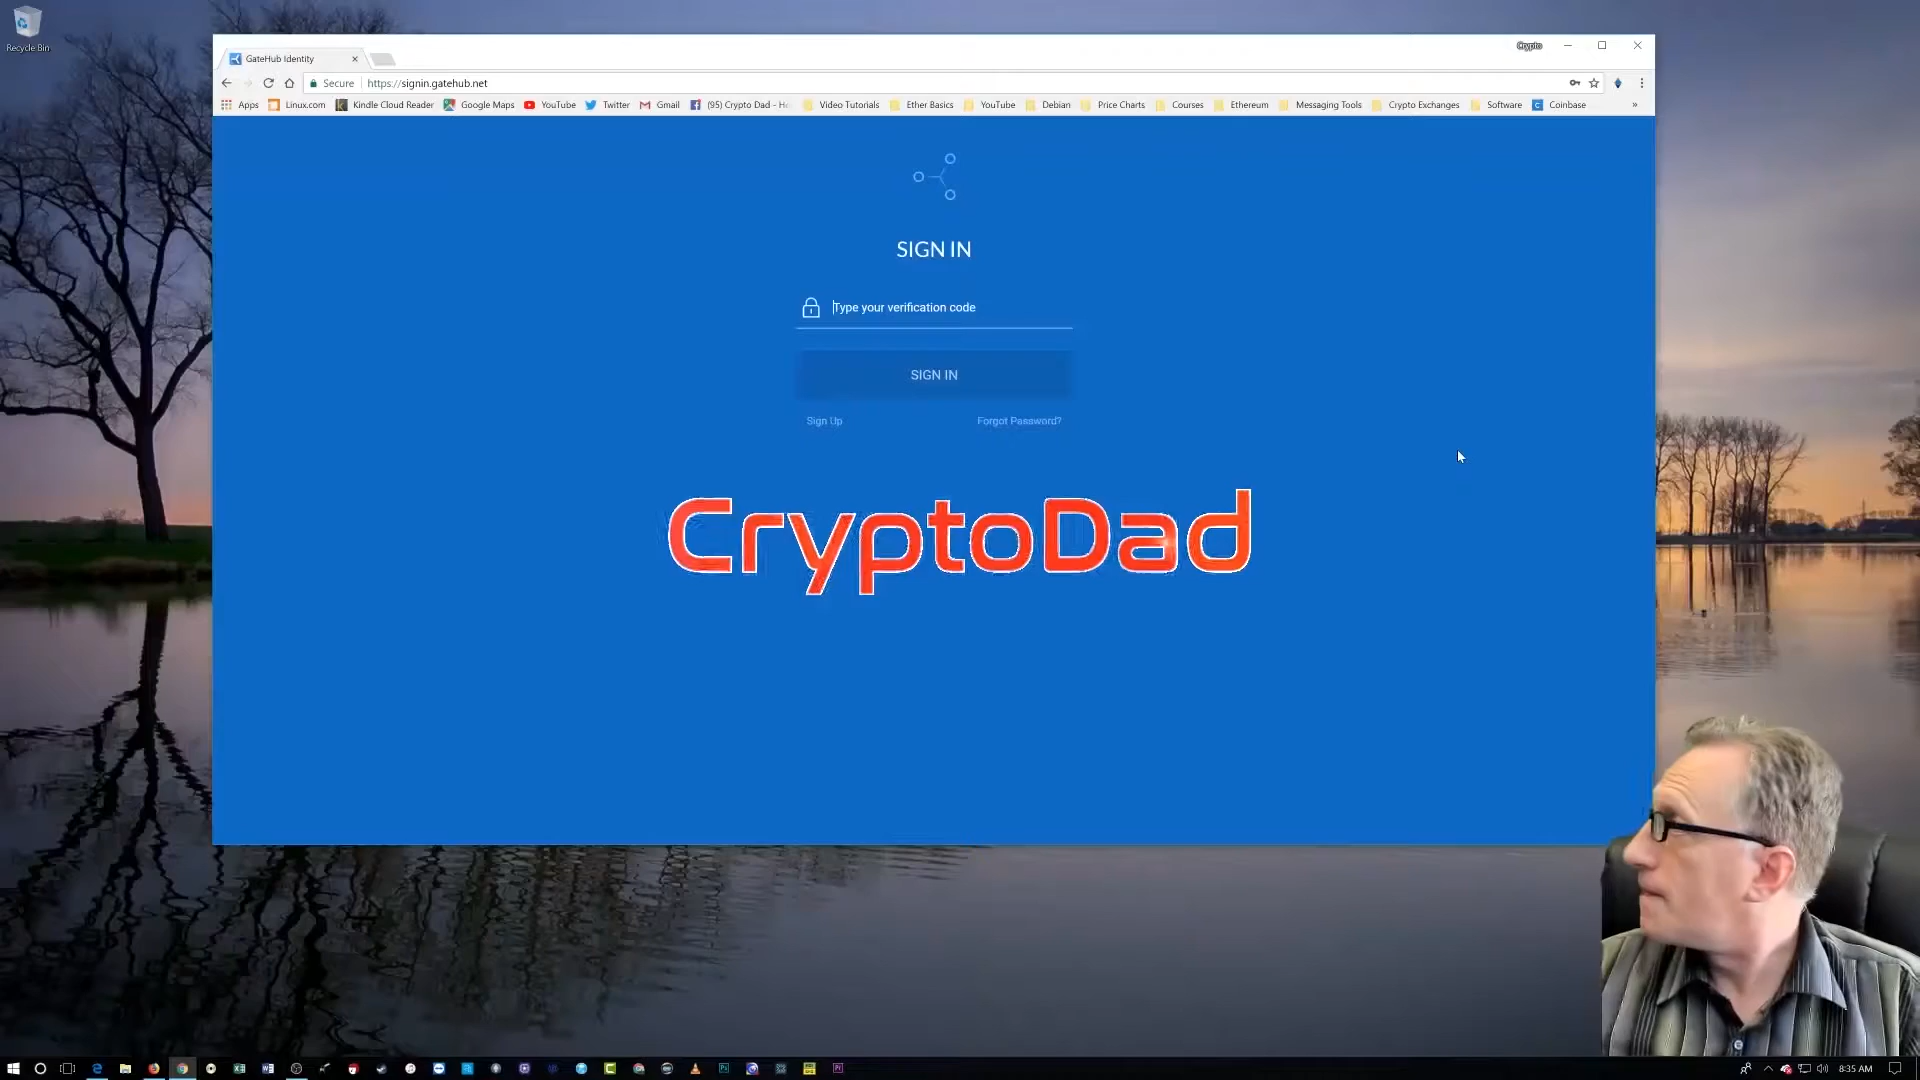 Recycle Bin
Crypto
GateHub Identity
Secure
https://signin.gatehub.net
Apps Linux.com Kindle Cloud Reader Google Maps YouTube Twitter Gmail (95) Crypto Dad - H Video Tutorials Ether Basics YouTube Debian Price Charts Courses Ethereum Messaging Tools Crypto Exchanges Software Coinbase »
SIGN IN
Type your verification code
SIGN IN
Sign Up Forgot Password?
CryptoDad
8:35 AM